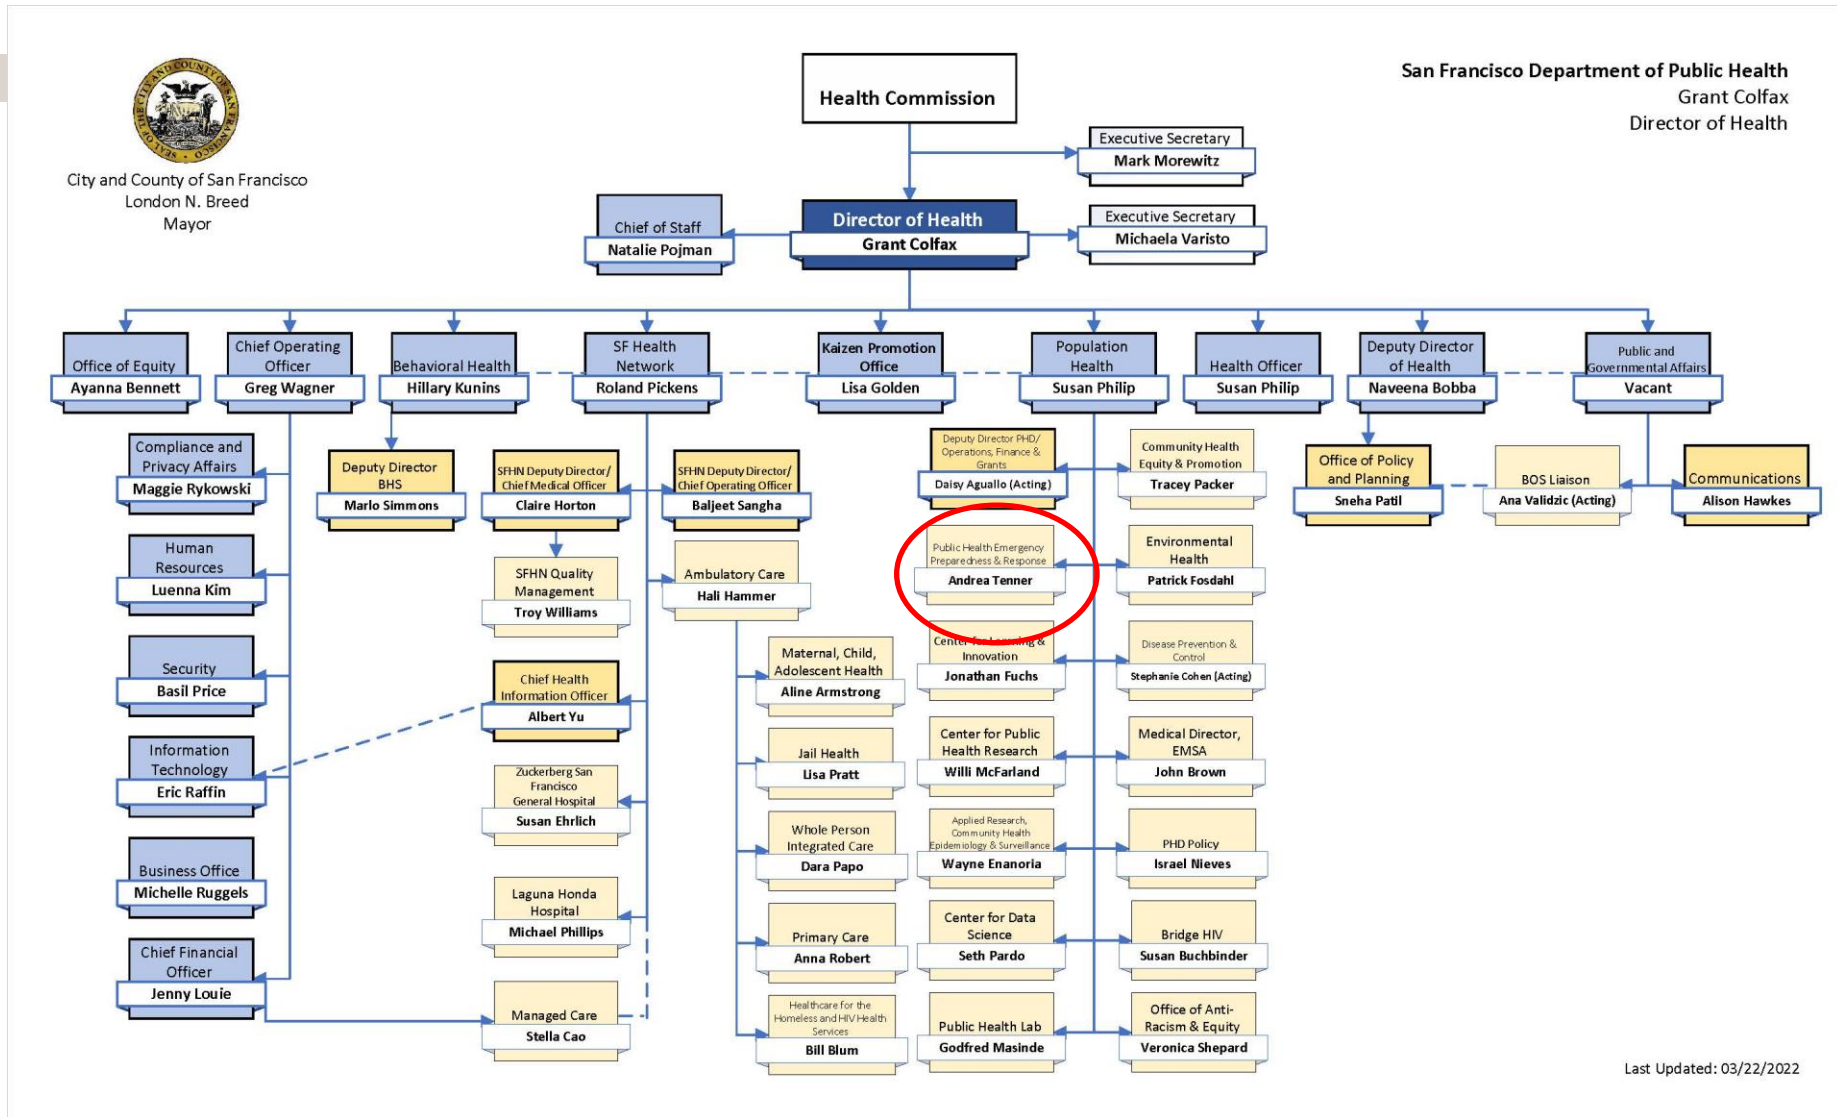 San Francisco Department of Public Health
Grant Colfax
Director of Health
SEAL OF THE CITY AND COUNTY OF SAN FRANCISCO
City and County of San Francisco
London N. Breed
Mayor
Health Commission
Executive Secretary
Mark Morewitz
Chief of Staff
Natalie Pojman
Director of Health
Grant Colfax
Executive Secretary
Michaela Varisto
Office of Equity
Ayanna Bennett
Chief Operating
Officer
Greg Wagner
Behavioral Health
Hillary Kunins
SF Health
Network
Roland Pickens
Kaizen Promotion
Office
Lisa Golden
Population
Health
Susan Philip
Health Officer
Susan Philip
Deputy Director
of Health
Naveena Bobba
Public and
Governmental Affairs
Vacant
Compliance and
Privacy Affairs
Maggie Rykowski
Human
Resources
Luenna Kim
Security
Basil Price
Information
Technology
Eric Raffin
Business Office
Michelle Ruggels
Chief Financial
Officer
Jenny Louie
Deputy Director
BHS
Marlo Simmons
SFHN Deputy Director/
Chief Medical Officer
Claire Horton
SFHN Deputy Director/
Chief Operating Officer
Baljeet Sangha
SFHN Quality
Management
Troy Williams
Chief Health
Information Officer
Albert Yu
Zuckerberg San
Francisco
General Hospital
Susan Ehrlich
Laguna Honda
Hospital
Michael Phillips
Managed Care
Stella Cao
Ambulatory Care
Hali Hammer
Maternal, Child,
Adolescent Health
Aline Armstrong
Jail Health
Lisa Pratt
Whole Person
Integrated Care
Dara Papo
Primary Care
Anna Robert
Healthcare for the
Homeless and HIV Health
Services
Bill Blum
Deputy Director PHD/
Operations, Finance &
Grants
Daisy Aguallo (Acting)
Community Health
Equity & Promotion
Tracey Packer
Public Health Emergency
Preparedness & Response
Andrea Tenner
Environmental
Health
Patrick Fosdahl
Center for Learning &
Innovation
Jonathan Fuchs
Disease Prevention &
Control
Stephanie Cohen (Acting)
Center for Public
Health Research
Willi McFarland
Medical Director,
EMSA
John Brown
Applied Research,
Community Health
Epidemiology & Surveillance
Wayne Enanoria
PHD Policy
Israel Nieves
Center for Data
Science
Seth Pardo
Bridge HIV
Susan Buchbinder
Public Health Lab
Godfred Masinde
Office of Anti-
Racism & Equity
Veronica Shepard
Office of Policy
and Planning
Sneha Patil
BOS Liaison
Ana Validzic (Acting)
Communications
Alison Hawkes
Last Updated: 03/22/2022